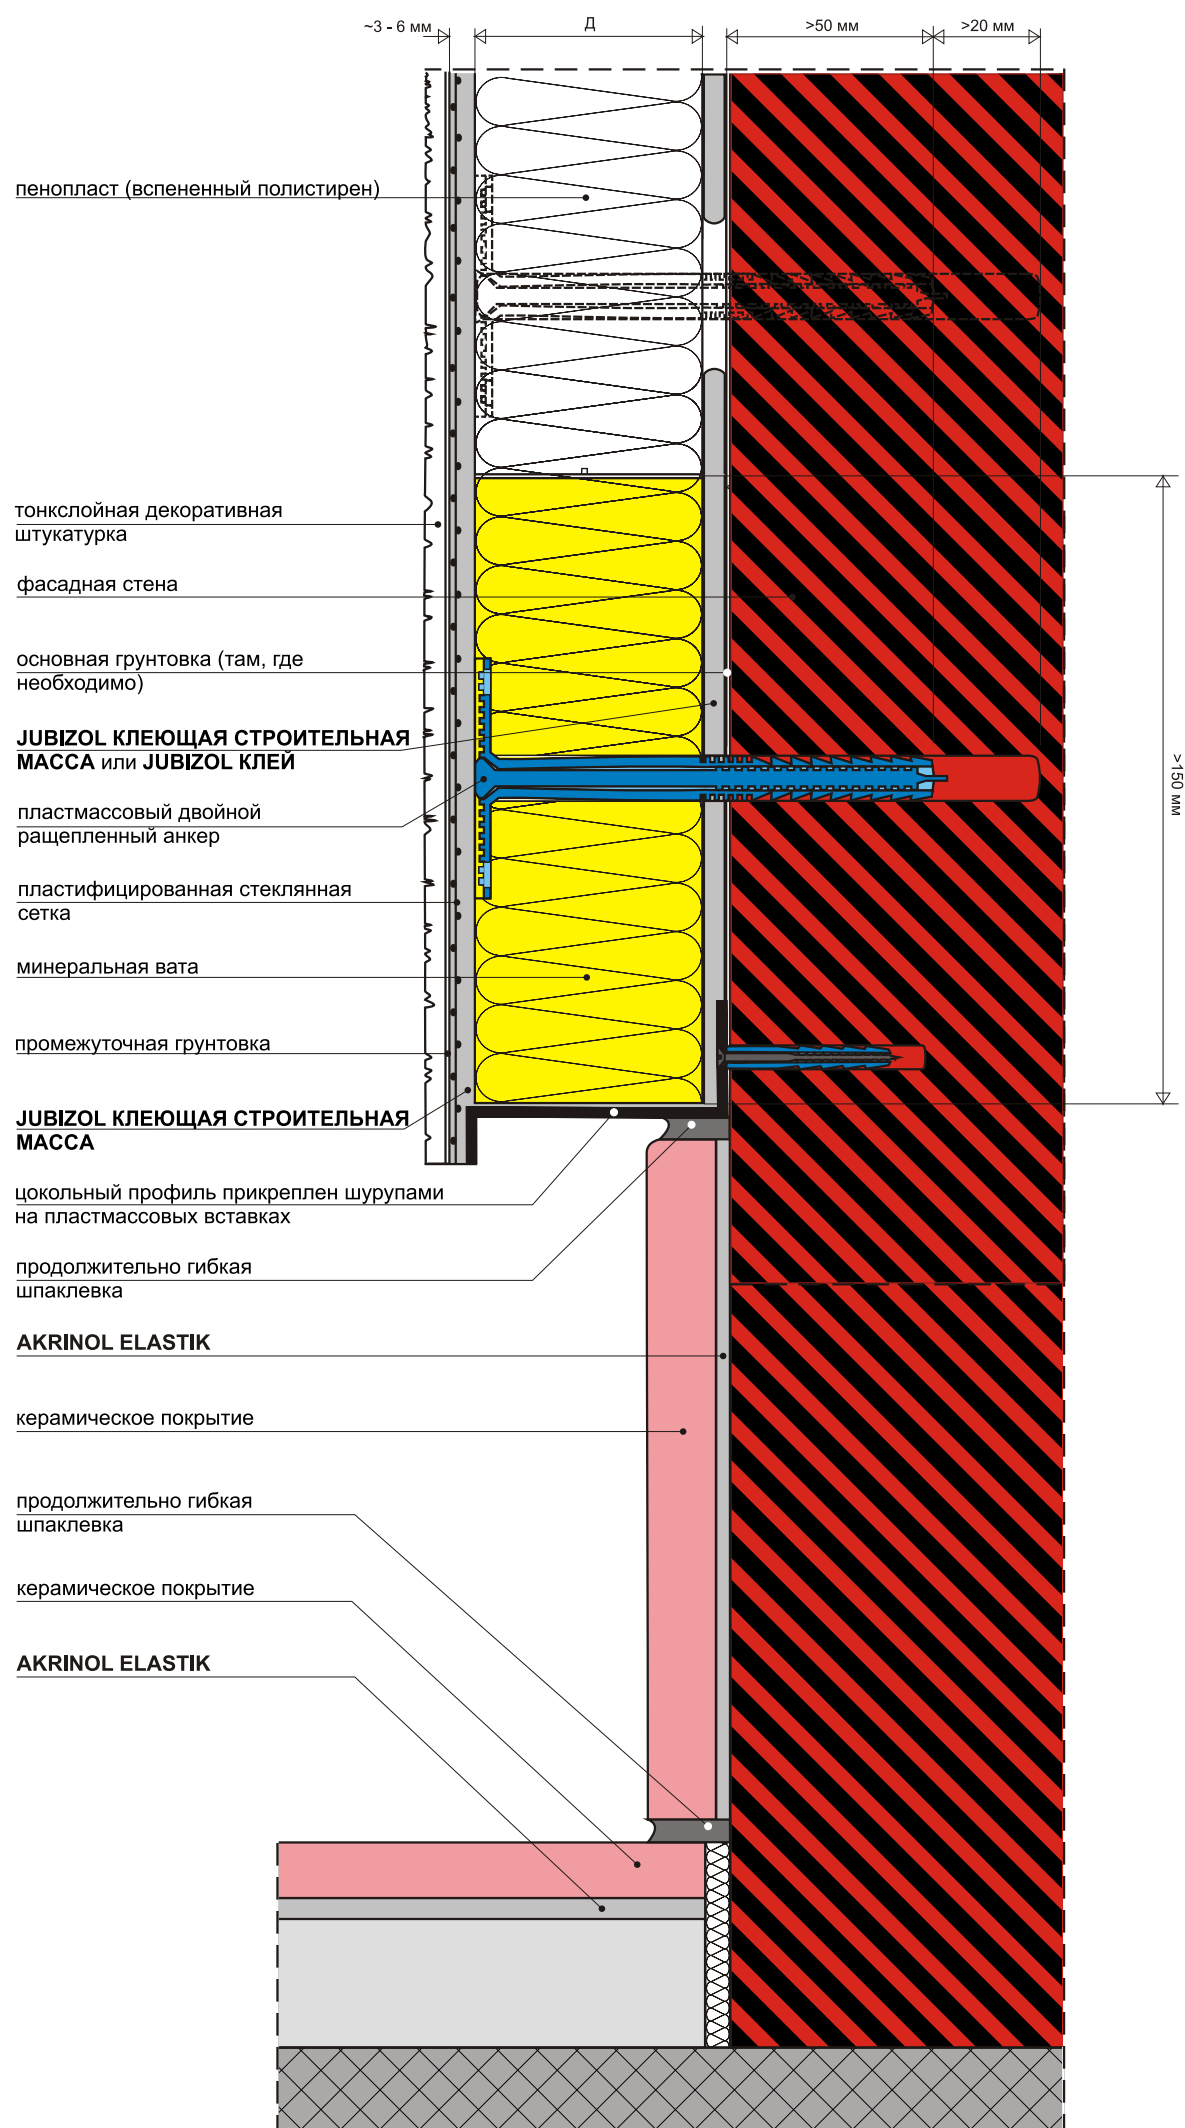 ~3 - 6 мм
Д
>50 мм
>20 мм
пенопласт (вспененный полистирен)
тонкслойная декоративная
штукатурка
фасадная стена
основная грунтовка (там, где
необходимо)
JUBIZOL КЛЕЮЩАЯ СТРОИТЕЛЬНАЯ
МАССА или JUBIZOL КЛЕЙ
>150 мм
пластмассовый двойной
ращепленный анкер
пластифицированная стеклянная
сетка
минеральная вата
промежуточная грунтовка
JUBIZOL КЛЕЮЩАЯ СТРОИТЕЛЬНАЯ
МАССА
цокольный профиль прикреплен шурупами
на пластмассовых вставках
продолжительно гибкая
шпаклевка
AKRINOL ELASTIK
керамическое покрытие
продолжительно гибкая
шпаклевка
керамическое покрытие
AKRINOL ELASTIK